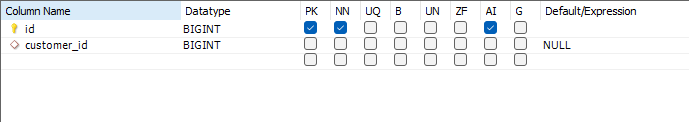 Column Name Datatype PK NN UQ B UN ZF AI G Default/Expression
id BIGINT
customer_id BIGINT NULL